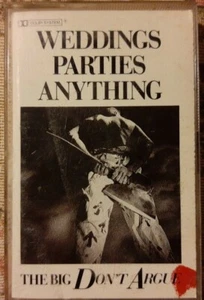 WEDDINGS
PARTIES
ANYTHING
THE BIG DON'T ARGUE